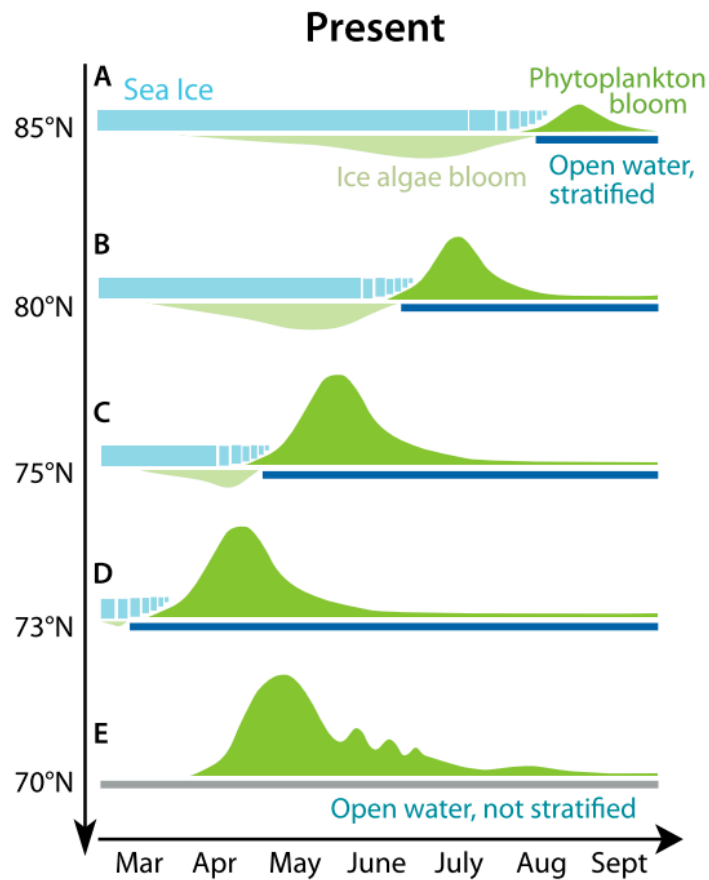 Present
A
Sea Ice
Phytoplankton
bloom
85°N
Ice algae bloom
Open water,
stratified
B
80°N
C
75°N
D
73°N
E
70°N
Open water, not stratified
Mar Apr May June July Aug Sept